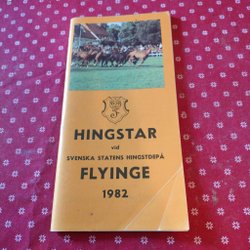 HINGSTAR
vid
SVENSKA STATENS HINGSTDEPÅ
FLYINGE
1982